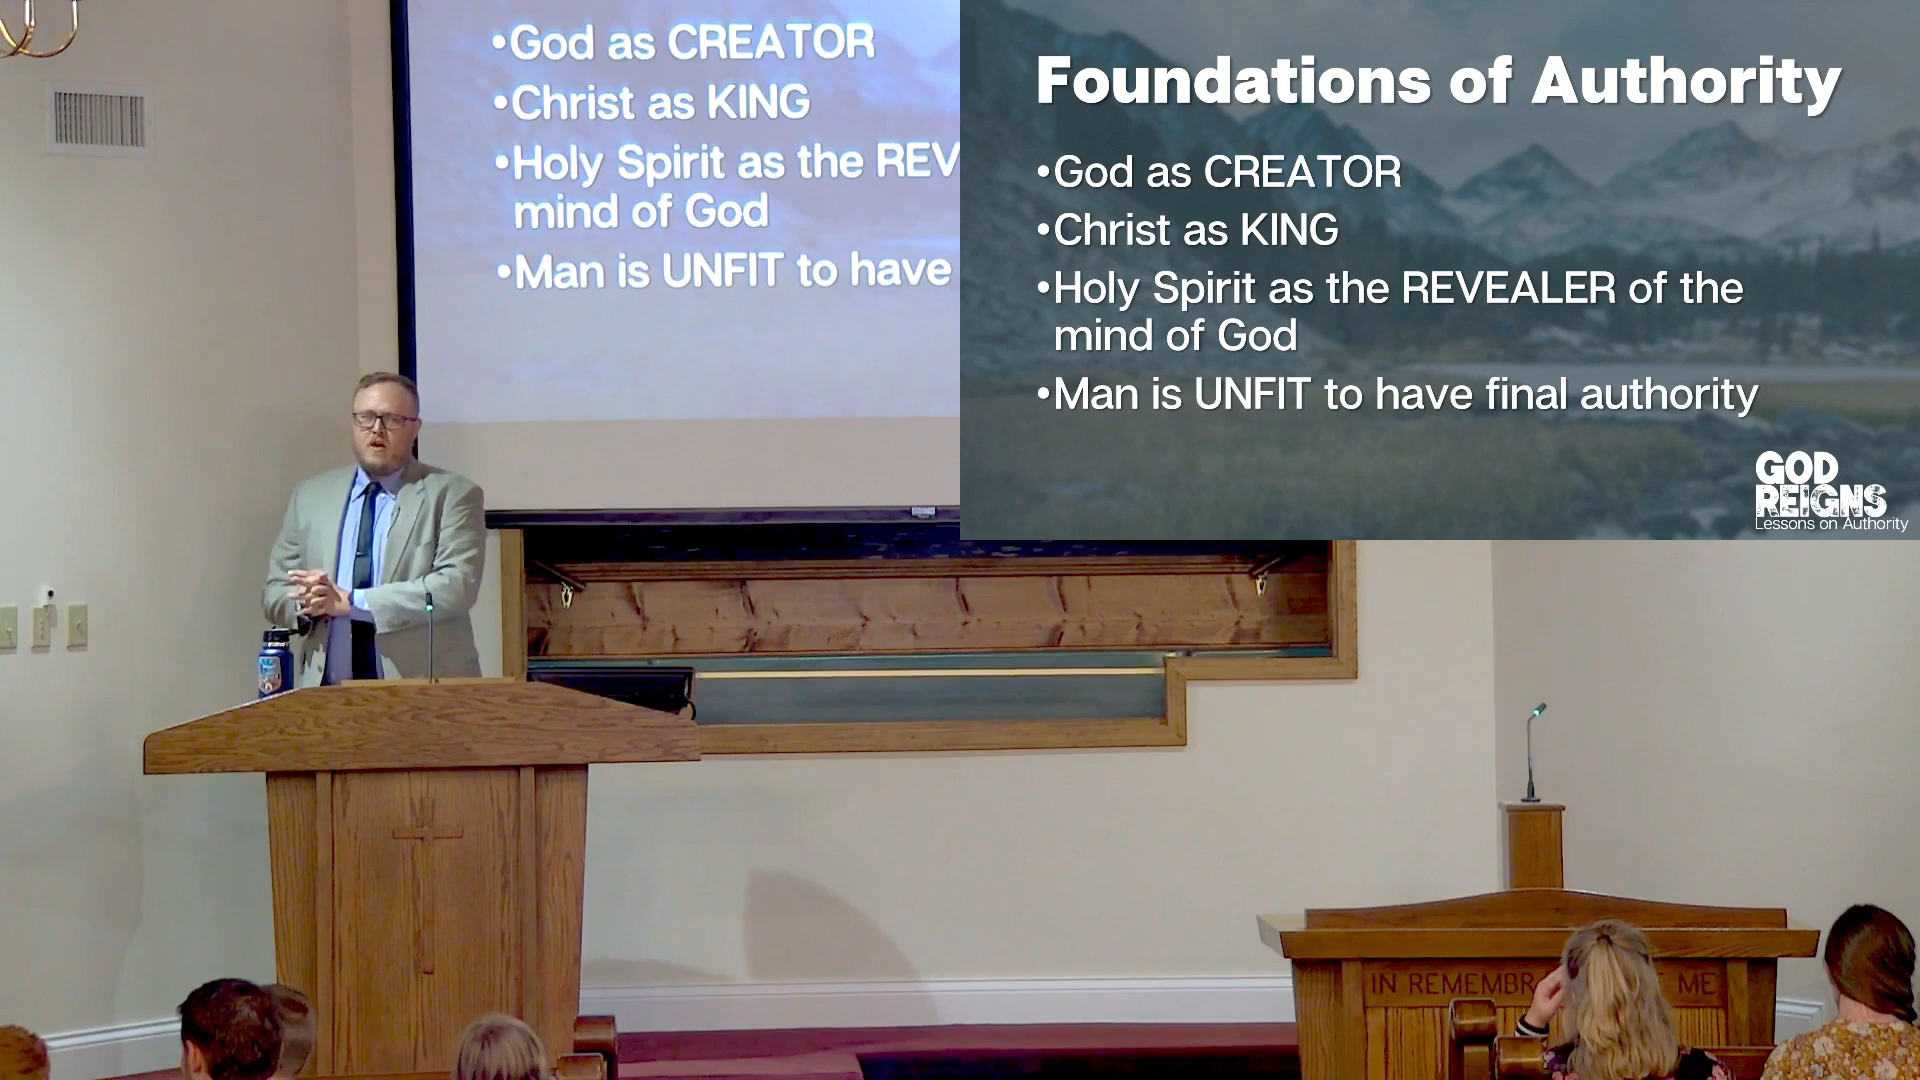 •God as CREATOR
•Christ as KING
•Holy Spirit as the REV
mind of God
•Man is UNFIT to have
Foundations of Authority
•God as CREATOR
•Christ as KING
•Holy Spirit as the REVEALER of the
mind of God
•Man is UNFIT to have final authority
GOD
REIGNS
Lessons on Authority
IN REMEMBR ME